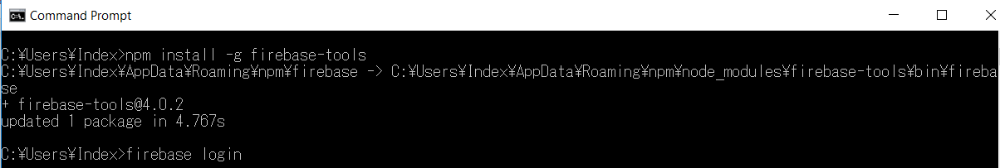 Command Prompt
C:¥Users¥Index>npm install -g firebase-tools
C:¥Users¥Index¥AppData¥Roaming¥npm¥firebase -> C:¥Users¥Index¥AppData¥Roaming¥npm¥node_modules¥firebase-tools¥bin¥fireba
se
+ firebase-tools@4.0.2
updated 1 package in 4.767s
C:¥Users¥Index>firebase login